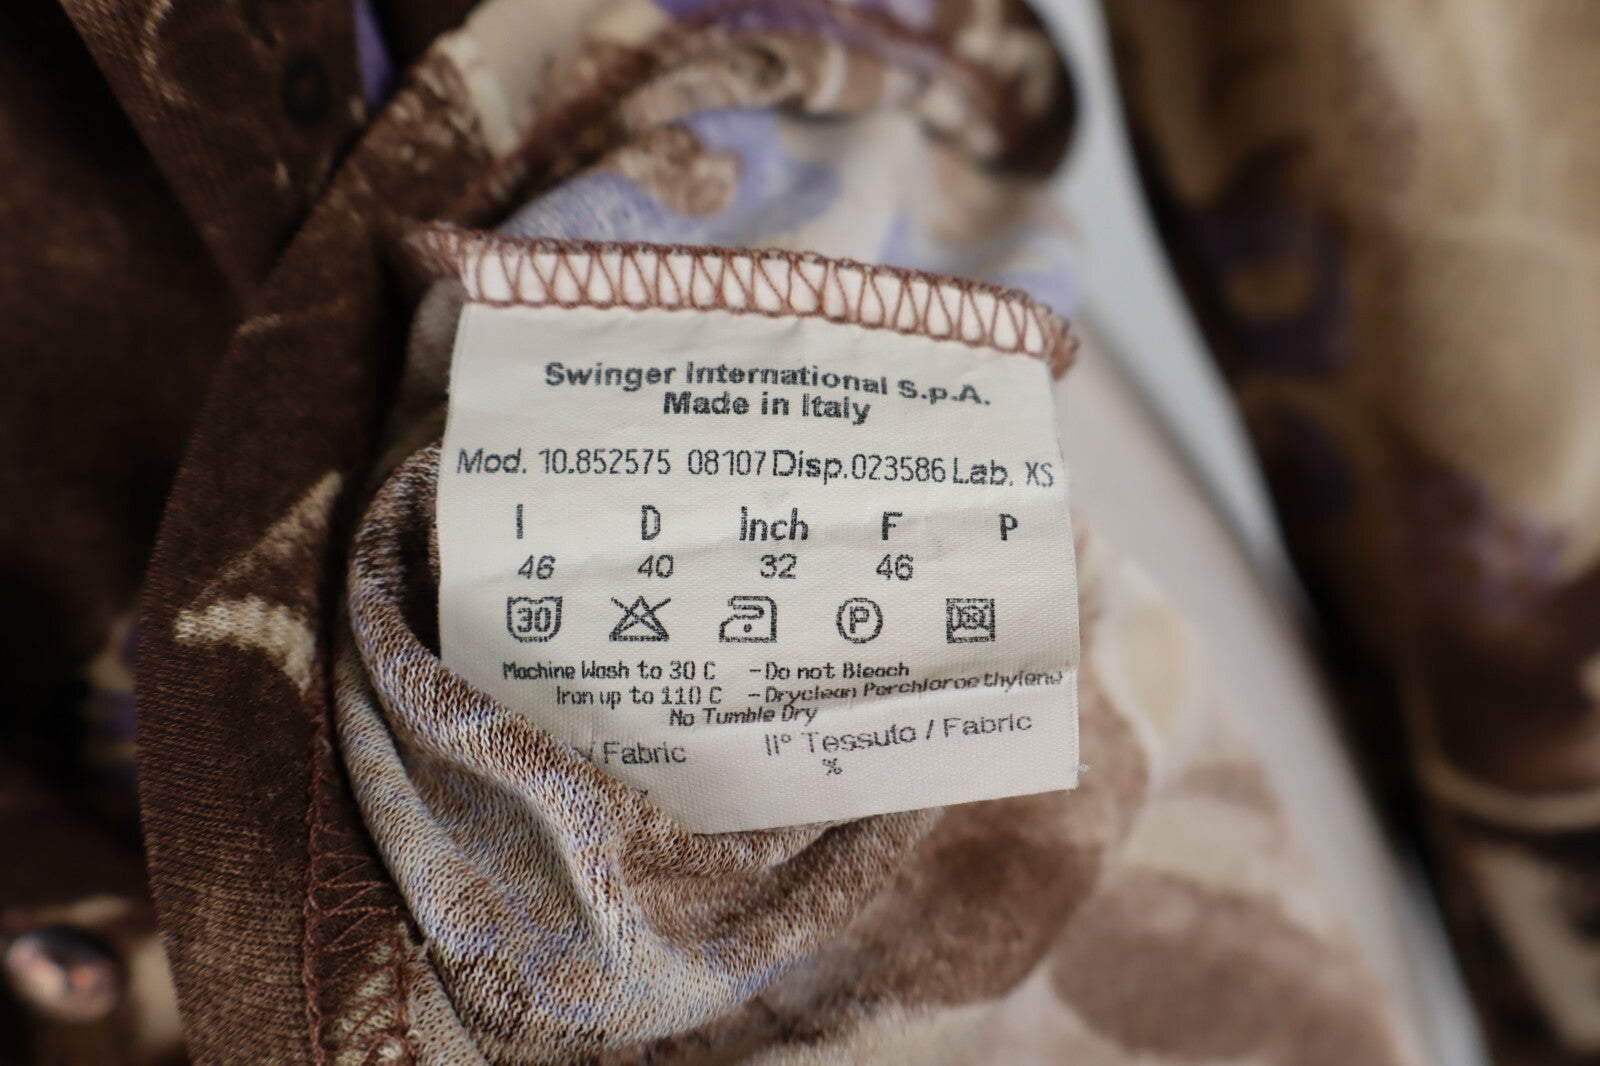 Swinger International S.p.A.
Made in Italy
Mod. 10.852575 08107 Disp.023586 Lab. XS
I D Inch F P
46 40 32 46
30 P
Machine Wash to 30 C - Do not Bleach
Iron up to 110 C - Dryclean Perchloroethylene
No Tumble Dry
/ Fabric II° Tessuto / Fabric
%